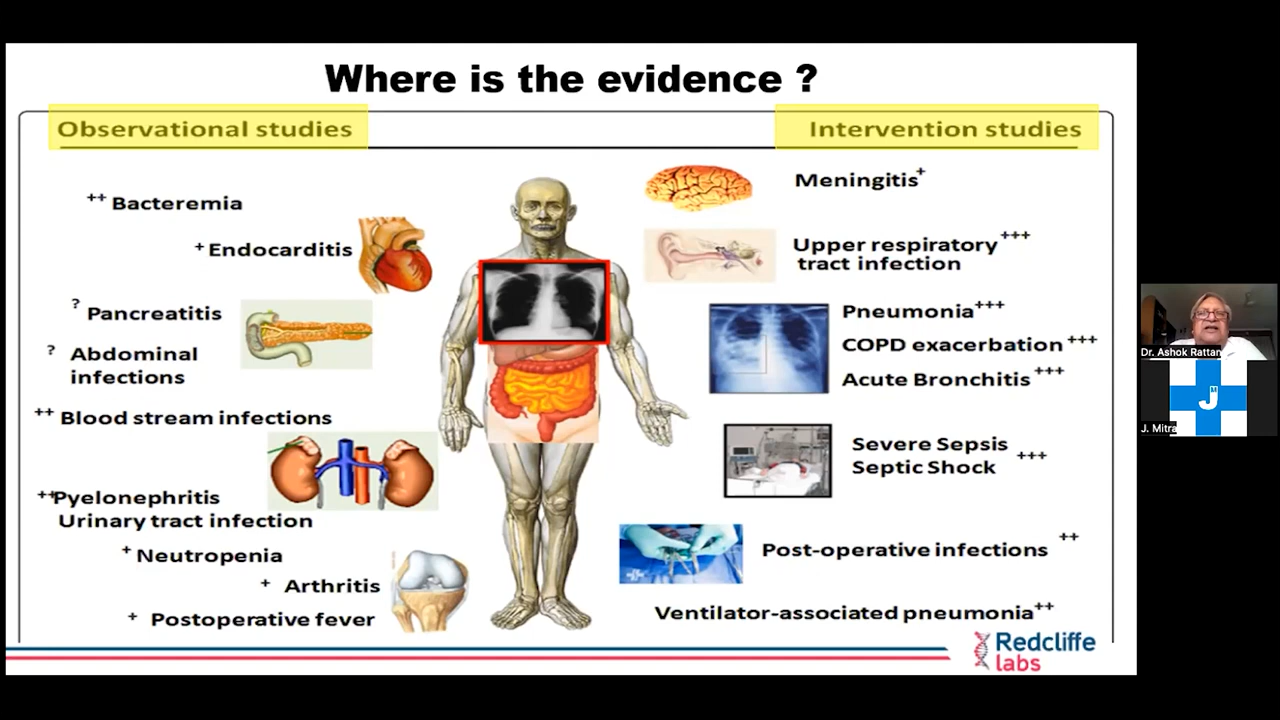 Where is the evidence ?
Observational studies
++ Bacteremia
+ Endocarditis
? Pancreatitis
? Abdominal
infections
++ Blood stream infections
++Pyelonephritis
Urinary tract infection
+ Neutropenia
+ Arthritis
+ Postoperative fever
Intervention studies
Meningitis+
Upper respiratory+++
tract infection
Pneumonia+++
COPD exacerbation +++
Acute Bronchitis+++
Severe Sepsis
Septic Shock +++
Post-operative infections ++
Ventilator-associated pneumonia++
Redcliffe
labs
Dr. Ashok Rattan
J. Mitra